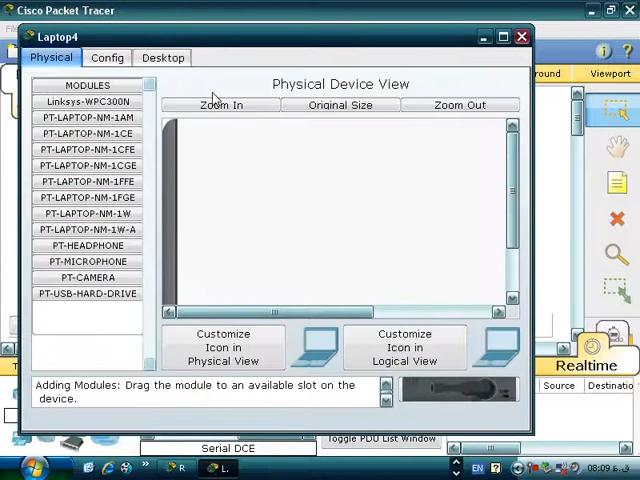 Cisco Packet Tracer
Laptop4
Physical
Config
Desktop
MODULES
Linksys-WPC300N
PT-LAPTOP-NM-1AM
PT-LAPTOP-NM-1CE
PT-LAPTOP-NM-1CFE
PT-LAPTOP-NM-1CGE
PT-LAPTOP-NM-1FFE
PT-LAPTOP-NM-1FGE
PT-LAPTOP-NM-1W
PT-LAPTOP-NM-1W-A
PT-HEADPHONE
PT-MICROPHONE
PT-CAMERA
PT-USB-HARD-DRIVE
Physical Device View
Zoom In
Original Size
Zoom Out
Customize
Icon in
Physical View
Customize
Icon in
Logical View
Adding Modules: Drag the module to an available slot on the
device.
ound
Viewport
Realtime
Source
Destinatio
Serial DCE
Toggle PDU List Window
R
L.
EN
08:09